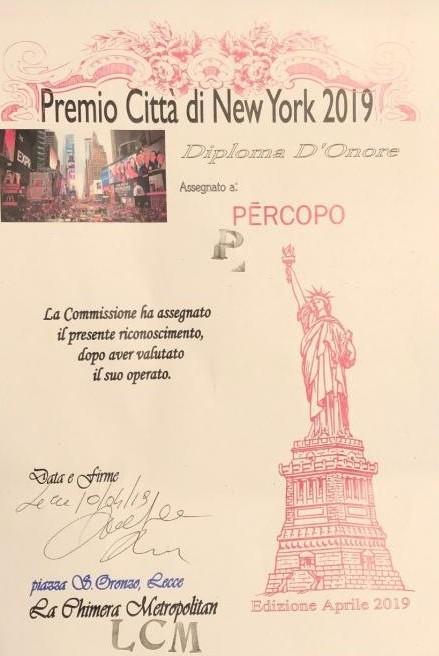 Premio Città di New York 2019
Diploma D'Onore
Assegnato a:
PĒRCOPO
P.
La Commissione ha assegnato
il presente riconoscimento,
dopo aver valutato
il suo operato.
Data e Firme
Lecce 10/04/19
piazza S. Oronzo, Lecce
La Chimera Metropolitan
LCM
Edizione Aprile 2019